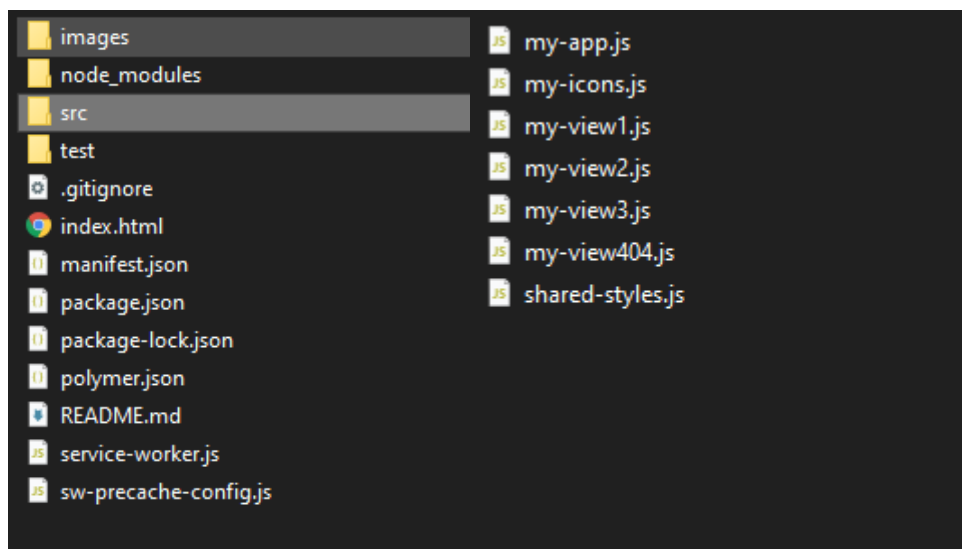 images
node_modules
src
test
.gitignore
index.html
manifest.json
package.json
package-lock.json
polymer.json
README.md
service-worker.js
sw-precache-config.js
my-app.js
my-icons.js
my-view1.js
my-view2.js
my-view3.js
my-view404.js
shared-styles.js